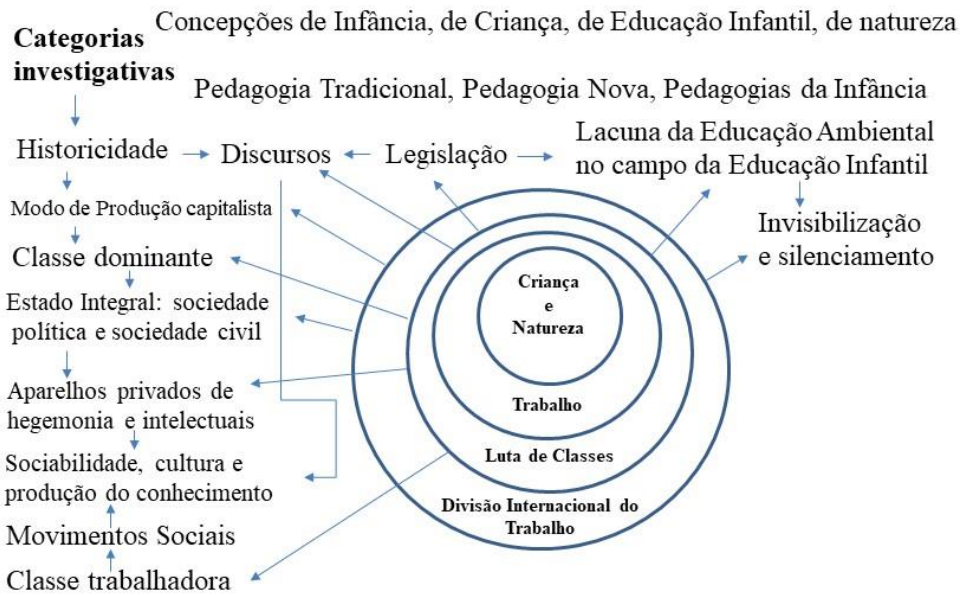 Concepções de Infância, de Criança, de Educação Infantil, de natureza
Categorias
investigativas
Pedagogia Tradicional, Pedagogia Nova, Pedagogias da Infância
Historicidade
Discursos
Legislação
Lacuna da Educação Ambiental
no campo da Educação Infantil
Modo de Produção capitalista
Invisibilização
e silenciamento
Classe dominante
Estado Integral: sociedade
política e sociedade civil
Aparelhos privados de
hegemonia e intelectuais
Sociabilidade, cultura e
produção do conhecimento
Movimentos Sociais
Classe trabalhadora
Criança
e
Natureza
Trabalho
Luta de Classes
Divisão Internacional do
Trabalho